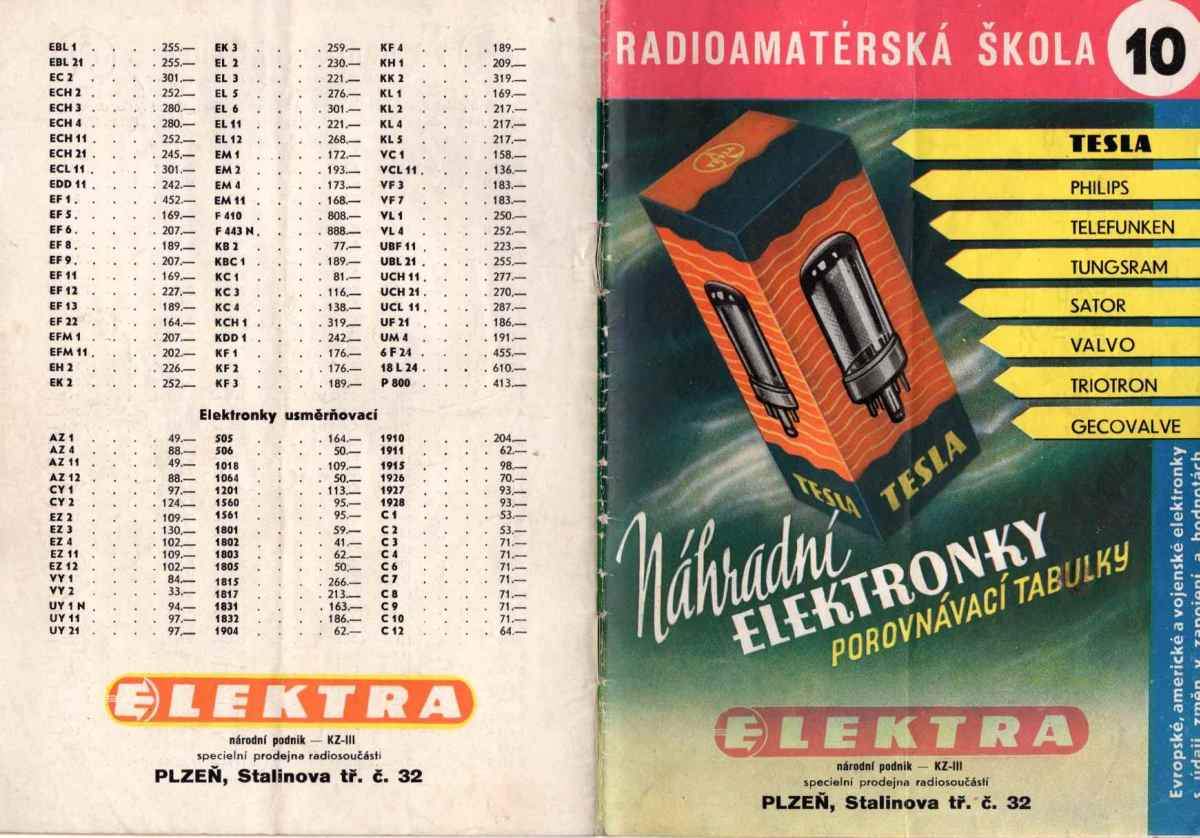 EBL 1 . . . . 255.—
EBL 21 . . . . 255.—
EC 2 . . . . 301.—
ECH 2 . . . . 252.—
ECH 3 . . . . 280.—
ECH 4 . . . . 280.—
ECH 11 . . . . 252.—
ECH 21 . . . . 245.—
ECL 11 . . . . 301.—
EDD 11 . . . . 242.—
EF 1 . . . . 452.—
EF 5 . . . . 169.—
EF 6 . . . . 207.—
EF 8 . . . . 189.—
EF 9 . . . . 207.—
EF 11 . . . . 169.—
EF 12 . . . . 227.—
EF 13 . . . . 189.—
EF 22 . . . . 164.—
EFM 1 . . . . 207.—
EFM 11 . . . . 202.—
EH 2 . . . . 226.—
EK 2 . . . . 252.—
EK 3 . . . . 259.—
EL 2 . . . . 230.—
EL 3 . . . . 221.—
EL 5 . . . . 276.—
EL 6 . . . . 301.—
EL 11 . . . . 221.—
EL 12 . . . . 268.—
EM 1 . . . . 172.—
EM 2 . . . . 193.—
EM 4 . . . . 173.—
EM 11 . . . . 168.—
F 410 . . . . 808.—
F 443 N . . . . 888.—
KB 2 . . . . 77.—
KBC 1 . . . . 189.—
KC 1 . . . . 81.—
KC 3 . . . . 116.—
KC 4 . . . . 138.—
KCH 1 . . . . 319.—
KDD 1 . . . . 242.—
KF 1 . . . . 176.—
KF 2 . . . . 176.—
KF 3 . . . . 189.—
KF 4 . . . . 189.—
KH 1 . . . . 209.—
KK 2 . . . . 319.—
KL 1 . . . . 169.—
KL 2 . . . . 217.—
KL 4 . . . . 217.—
KL 5 . . . . 217.—
VC 1 . . . . 158.—
VCL 11 . . . . 136.—
VF 3 . . . . 183.—
VF 7 . . . . 183.—
VL 1 . . . . 250.—
VL 4 . . . . 252.—
UBF 11 . . . . 223.—
UBL 21 . . . . 255.—
UCH 11 . . . . 277.—
UCH 21 . . . . 270.—
UCL 11 . . . . 287.—
UF 21 . . . . 186.—
UM 4 . . . . 191.—
6 F 24 . . . . 455.—
18 L 24 . . . . 610.—
P 800 . . . . 413.—
Elektronky usměrňovací
AZ 1 . . . . 49.—
AZ 4 . . . . 88.—
AZ 11 . . . . 49.—
AZ 12 . . . . 88.—
CY 1 . . . . 97.—
CY 2 . . . . 124.—
EZ 2 . . . . 109.—
EZ 3 . . . . 130.—
EZ 4 . . . . 102.—
EZ 11 . . . . 109.—
EZ 12 . . . . 102.—
VY 1 . . . . 84.—
VY 2 . . . . 33.—
UY 1 N . . . . 94.—
UY 11 . . . . 97.—
UY 21 . . . . 97.—
505 . . . . 164.—
506 . . . . 50.—
1018 . . . . 109.—
1064 . . . . 50.—
1201 . . . . 113.—
1560 . . . . 95.—
1561 . . . . 95.—
1801 . . . . 59.—
1802 . . . . 41.—
1803 . . . . 62.—
1805 . . . . 50.—
1815 . . . . 266.—
1817 . . . . 213.—
1831 . . . . 163.—
1832 . . . . 186.—
1904 . . . . 62.—
1910 . . . . 204.—
1911 . . . . 62.—
1915 . . . . 98.—
1926 . . . . 70.—
1927 . . . . 93.—
1928 . . . . 93.—
C 1 . . . . 53.—
C 2 . . . . 53.—
C 3 . . . . 71.—
C 4 . . . . 71.—
C 6 . . . . 71.—
C 7 . . . . 71.—
C 8 . . . . 71.—
C 9 . . . . 71.—
C 10 . . . . 71.—
C 12 . . . . 64.—
ELEKTRA
národní podnik — KZ-III
specielní prodejna radiosoučástí
PLZEŇ, Stalinova tř. č. 32
RADIOAMATÉRSKÁ ŠKOLA 10
TESLA
PHILIPS
TELEFUNKEN
TUNGSRAM
SATOR
VALVO
TRIOTRON
GECOVALVE
TESLA
TESLA
TESLA
Náhradní
ELEKTRONKY
POROVNÁVACÍ TABULKY
ELEKTRA
národní podnik — KZ-III
specielní prodejna radiosoučástí
PLZEŇ, Stalinova tř. č. 32
Evropské, americké a vojenské elektronky
s údaji změn v zapojení a hodnotách